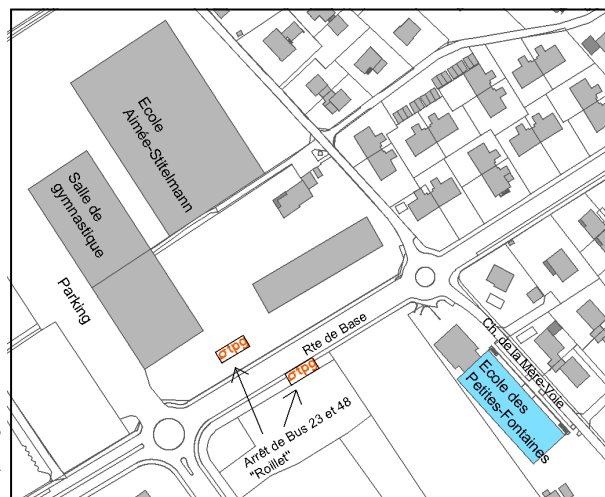 Ecole
Aimée-Stitelmann
Salle de
gymnastique
Parking
tpg
tpg
Rte de Base
Arrêt de Bus 23 et 48
"Roillet"
Ch. de la Mère-Voie
Ecole des
Petites-Fontaines